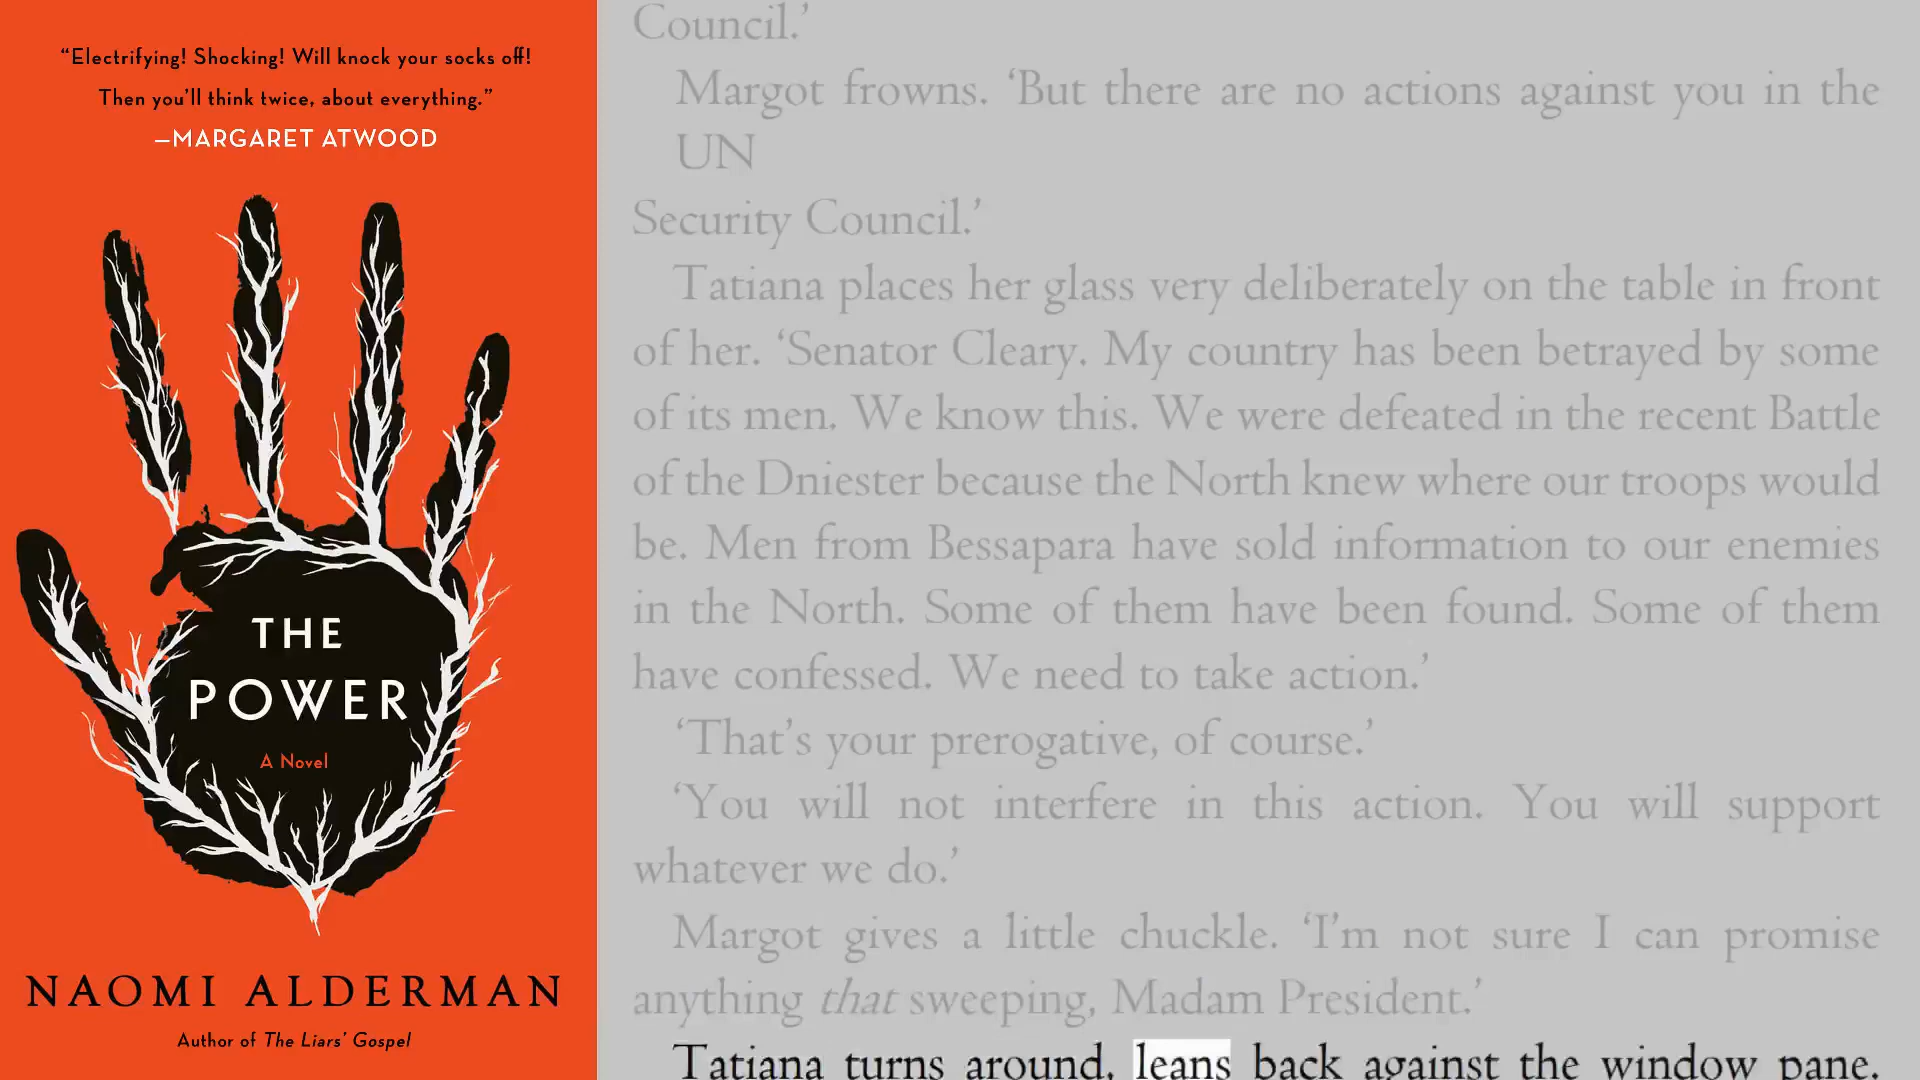 “Electrifying! Shocking! Will knock your socks off!
Then you’ll think twice, about everything.”
—MARGARET ATWOOD
THE
POWER
A Novel
NAOMI ALDERMAN
Author of The Liars’ Gospel
Council.’
Margot frowns. ‘But there are no actions against you in the
UN
Security Council.’
Tatiana places her glass very deliberately on the table in front
of her. ‘Senator Cleary. My country has been betrayed by some
of its men. We know this. We were defeated in the recent Battle
of the Dniester because the North knew where our troops would
be. Men from Bessapara have sold information to our enemies
in the North. Some of them have been found. Some of them
have confessed. We need to take action.’
‘That’s your prerogative, of course.’
‘You will not interfere in this action. You will support
whatever we do.’
Margot gives a little chuckle. ‘I’m not sure I can promise
anything that sweeping, Madam President.’
Tatiana turns around, leans back against the window pane.